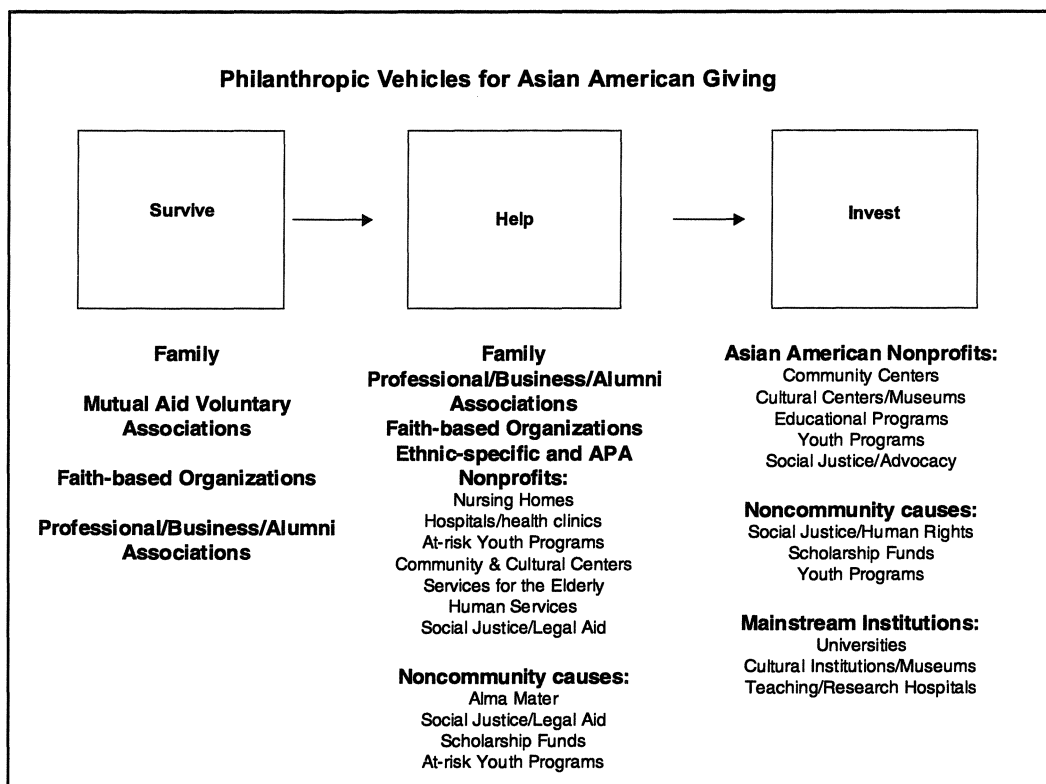 Philanthropic Vehicles for Asian American Giving
Survive
Help
Invest
Family
Mutual Aid Voluntary
Associations
Faith-based Organizations
Professional/Business/Alumni
Associations
Family
Professional/Business/Alumni
Associations
Faith-based Organizations
Ethnic-specific and APA
Nonprofits:
Nursing Homes
Hospitals/health clinics
At-risk Youth Programs
Community & Cultural Centers
Services for the Elderly
Human Services
Social Justice/Legal Aid
Noncommunity causes:
Alma Mater
Social Justice/Legal Aid
Scholarship Funds
At-risk Youth Programs
Asian American Nonprofits:
Community Centers
Cultural Centers/Museums
Educational Programs
Youth Programs
Social Justice/Advocacy
Noncommunity causes:
Social Justice/Human Rights
Scholarship Funds
Youth Programs
Mainstream Institutions:
Universities
Cultural Institutions/Museums
Teaching/Research Hospitals